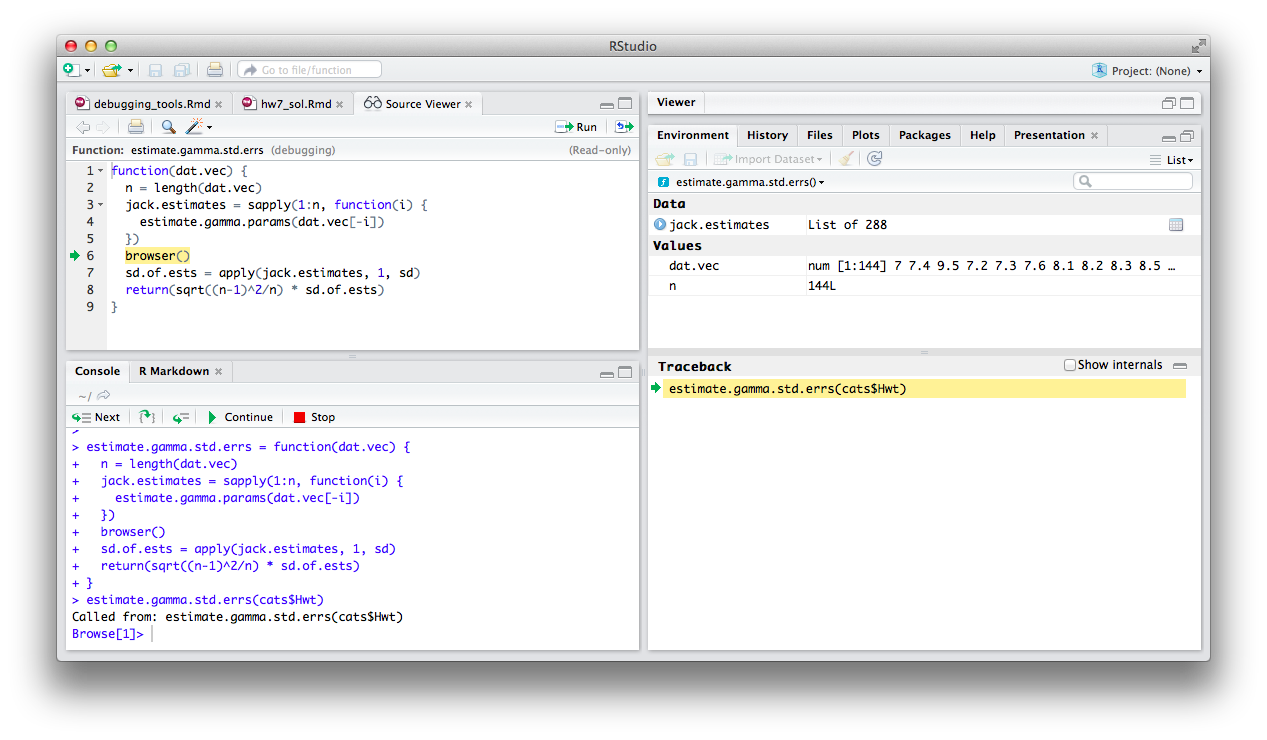 RStudio
Go to file/function
Project: (None)
debugging_tools.Rmd
hw7_sol.Rmd
Source Viewer
Run
Function: estimate.gamma.std.errs (debugging)
(Read-only)
1 function(dat.vec) {
2 n = length(dat.vec)
3 jack.estimates = sapply(1:n, function(i) {
4 estimate.gamma.params(dat.vec[-i])
5 })
6 browser()
7 sd.of.ests = apply(jack.estimates, 1, sd)
8 return(sqrt((n-1)^2/n) * sd.of.ests)
9 }
Console
R Markdown
~/
Next
Continue
Stop
>
> estimate.gamma.std.errs = function(dat.vec) {
+ n = length(dat.vec)
+ jack.estimates = sapply(1:n, function(i) {
+ estimate.gamma.params(dat.vec[-i])
+ })
+ browser()
+ sd.of.ests = apply(jack.estimates, 1, sd)
+ return(sqrt((n-1)^2/n) * sd.of.ests)
+ }
> estimate.gamma.std.errs(cats$Hwt)
Called from: estimate.gamma.std.errs(cats$Hwt)
Browse[1]>
Viewer
Environment
History
Files
Plots
Packages
Help
Presentation
Import Dataset
List
estimate.gamma.std.errs()
Data
jack.estimates List of 288
Values
dat.vec num [1:144] 7 7.4 9.5 7.2 7.3 7.6 8.1 8.2 8.3 8.5 …
n 144L
Traceback
Show internals
estimate.gamma.std.errs(cats$Hwt)